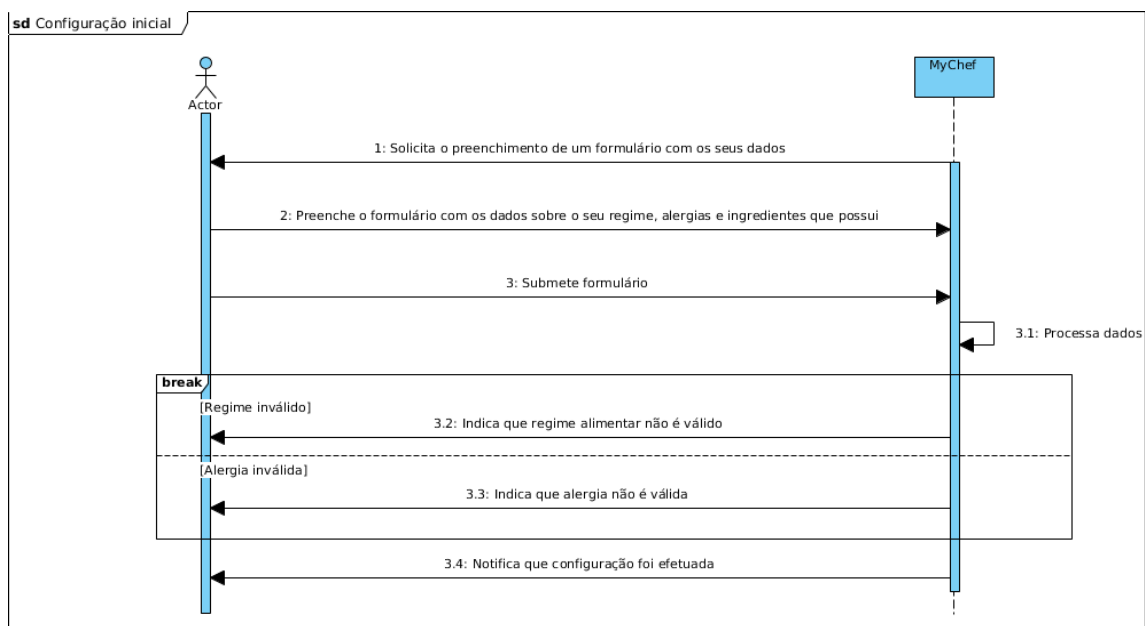 sd Configuração inicial
Actor
MyChef
1: Solicita o preenchimento de um formulário com os seus dados
2: Preenche o formulário com os dados sobre o seu regime, alergias e ingredientes que possui
3: Submete formulário
3.1: Processa dados
break
[Regime inválido]
3.2: Indica que regime alimentar não é válido
[Alergia inválida]
3.3: Indica que alergia não é válida
3.4: Notifica que configuração foi efetuada